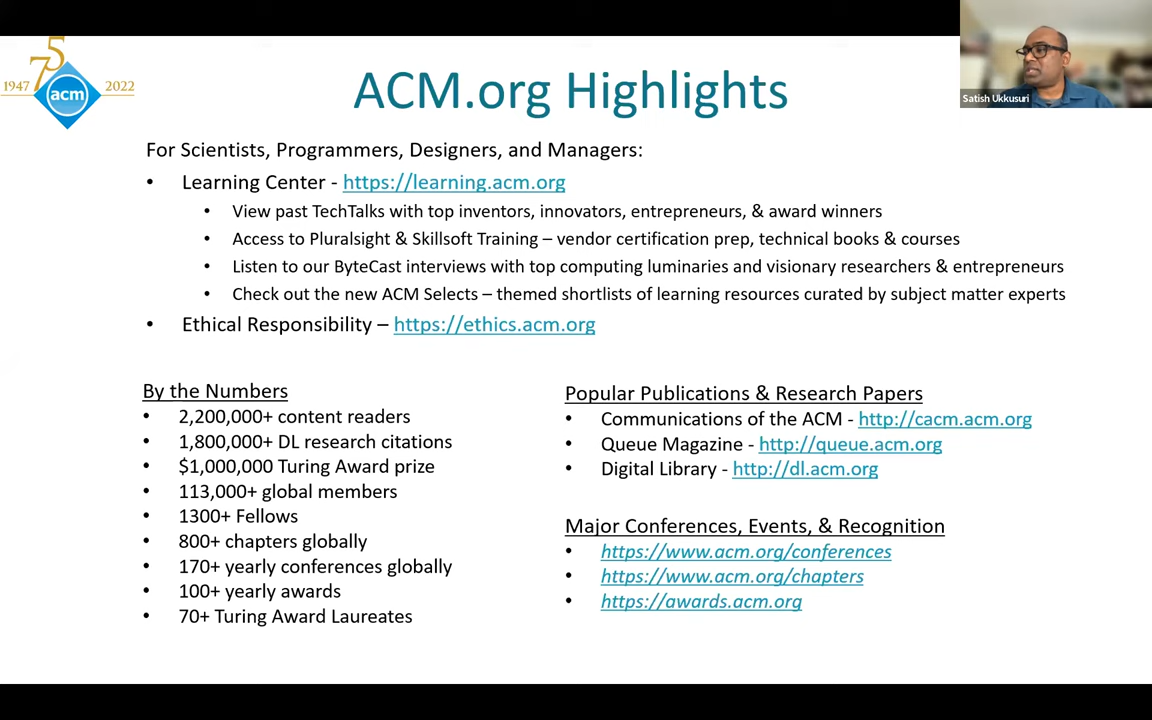 75
1947 acm 2022
ACM.org Highlights
Satish Ukkusuri
For Scientists, Programmers, Designers, and Managers:
• Learning Center - https://learning.acm.org
• View past TechTalks with top inventors, innovators, entrepreneurs, & award winners
• Access to Pluralsight & Skillsoft Training – vendor certification prep, technical books & courses
• Listen to our ByteCast interviews with top computing luminaries and visionary researchers & entrepreneurs
• Check out the new ACM Selects – themed shortlists of learning resources curated by subject matter experts
• Ethical Responsibility – https://ethics.acm.org
By the Numbers
• 2,200,000+ content readers
• 1,800,000+ DL research citations
• $1,000,000 Turing Award prize
• 113,000+ global members
• 1300+ Fellows
• 800+ chapters globally
• 170+ yearly conferences globally
• 100+ yearly awards
• 70+ Turing Award Laureates
Popular Publications & Research Papers
• Communications of the ACM - http://cacm.acm.org
• Queue Magazine - http://queue.acm.org
• Digital Library - http://dl.acm.org
Major Conferences, Events, & Recognition
• https://www.acm.org/conferences
• https://www.acm.org/chapters
• https://awards.acm.org